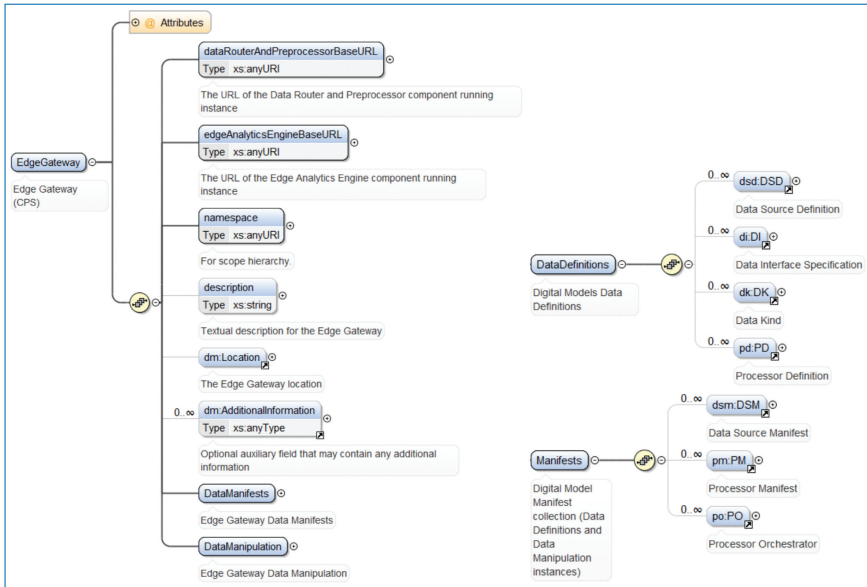 @ Attributes
dataRouterAndPreprocessorBaseURL
Type xs:anyURI
The URL of the Data Router and Preprocessor component running
instance
edgeAnalyticsEngineBaseURL
Type xs:anyURI
The URL of the Edge Analytics Engine component running
instance
EdgeGateway
Edge Gateway
(CPS)
namespace
Type xs:anyURI
For scope hierarchy.
description
Type xs:string
Textual description for the Edge Gateway
dm:Location
The Edge Gateway location
0..∞
dm:AdditionalInformation
Type xs:anyType
Optional auxiliary field that may contain any additional
information
DataManifests
Edge Gateway Data Manifests
DataManipulation
Edge Gateway Data Manipulation
DataDefinitions
Digital Models Data
Definitions
0..∞
dsd:DSD
Data Source Definition
0..∞
di:DI
Data Interface Specification
0..∞
dk:DK
Data Kind
0..∞
pd:PD
Processor Definition
Manifests
Digital Model
Manifest
collection (Data
Definitions and
Data
Manipulation
instances)
0..∞
dsm:DSM
Data Source Manifest
0..∞
pm:PM
Processor Manifest
0..∞
po:PO
Processor Orchestrator